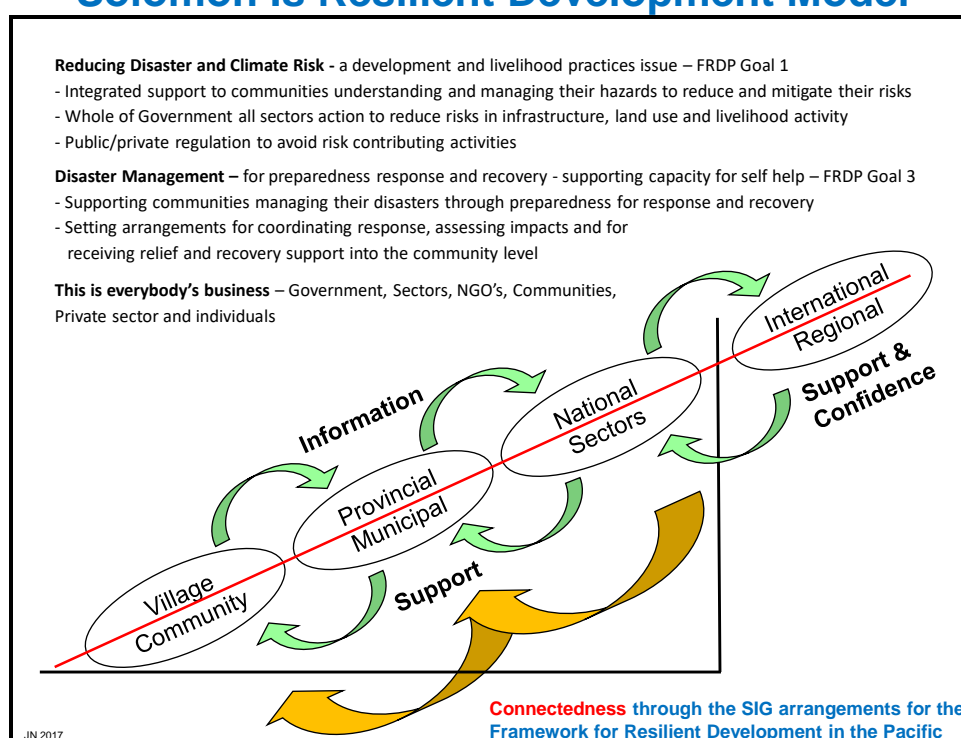 Solomon Is Resilient Development Model
Reducing Disaster and Climate Risk - a development and livelihood practices issue – FRDP Goal 1
- Integrated support to communities understanding and managing their hazards to reduce and mitigate their risks
- Whole of Government all sectors action to reduce risks in infrastructure, land use and livelihood activity
- Public/private regulation to avoid risk contributing activities
Disaster Management – for preparedness response and recovery - supporting capacity for self help – FRDP Goal 3
- Supporting communities managing their disasters through preparedness for response and recovery
- Setting arrangements for coordinating response, assessing impacts and for
receiving relief and recovery support into the community level
This is everybody's business – Government, Sectors, NGO's, Communities,
Private sector and individuals
International
Regional
Support &
Confidence
National
Sectors
Information
Provincial
Municipal
Support
Village
Community
Connectedness through the SIG arrangements for the
Framework for Resilient Development in the Pacific
JN 2017